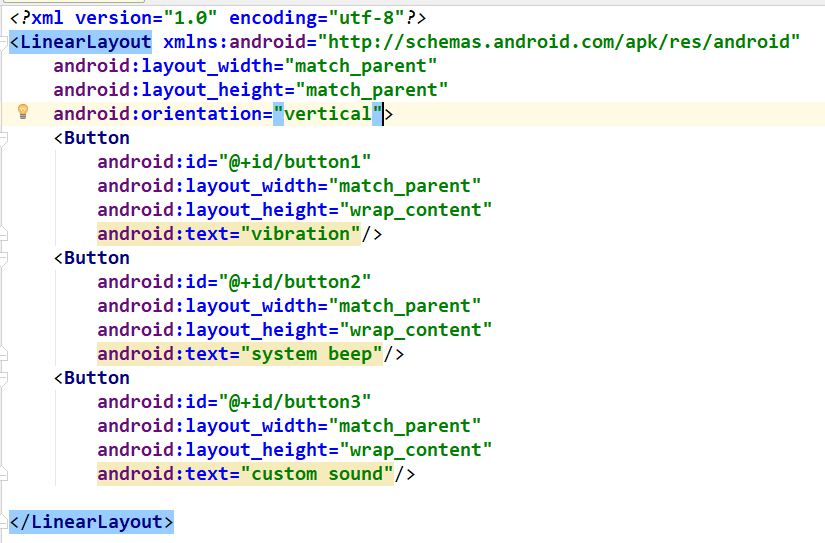 <?xml version="1.0" encoding="utf-8"?>
<LinearLayout xmlns:android="http://schemas.android.com/apk/res/android"
    android:layout_width="match_parent"
    android:layout_height="match_parent"
    android:orientation="vertical">
    <Button
        android:id="@+id/button1"
        android:layout_width="match_parent"
        android:layout_height="wrap_content"
        android:text="vibration"/>
    <Button
        android:id="@+id/button2"
        android:layout_width="match_parent"
        android:layout_height="wrap_content"
        android:text="system beep"/>
    <Button
        android:id="@+id/button3"
        android:layout_width="match_parent"
        android:layout_height="wrap_content"
        android:text="custom sound"/>

</LinearLayout>